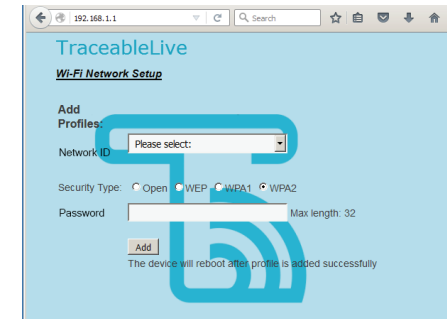 192.168.1.1
Search
TraceableLive
Wi-Fi Network Setup
Add
Profiles:
Network ID
Please select:
Security Type: Open WEP WPA1 WPA2
Password
Max length: 32
Add
The device will reboot after profile is added successfully